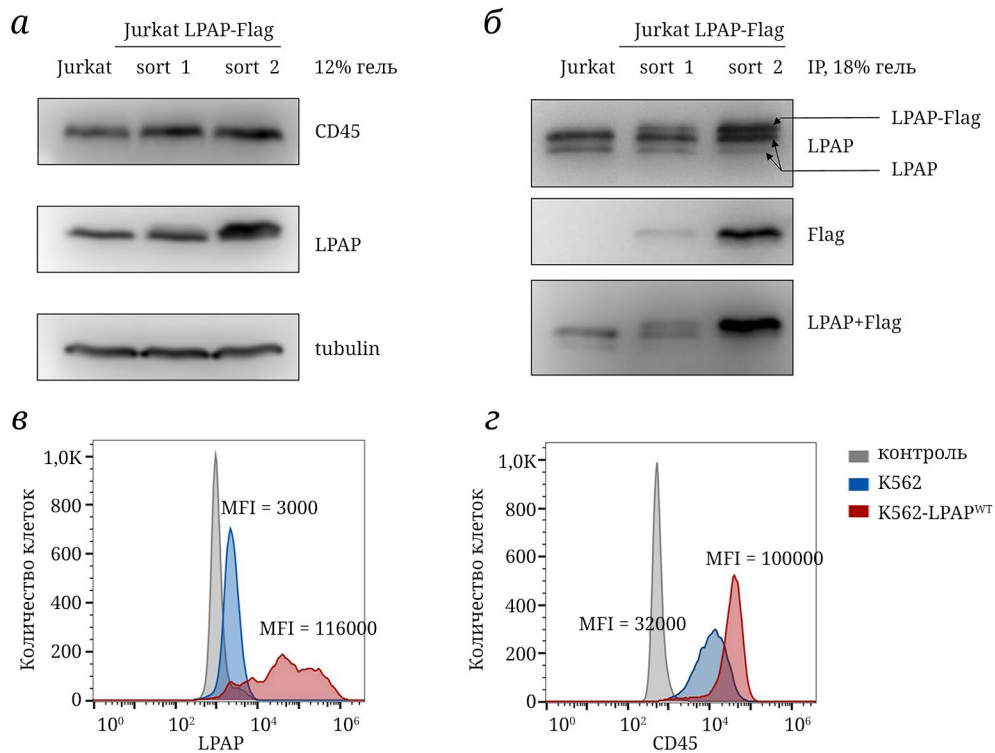 а
Jurkat LPAP-Flag
Jurkat sort 1 sort 2 12% гель
CD45
LPAP
tubulin
б
Jurkat LPAP-Flag
Jurkat sort 1 sort 2 IP, 18% гель
LPAP-Flag
LPAP
LPAP
Flag
LPAP+Flag
в
Количество клеток
1,0K
800
600
400
200
0
MFI = 3000
MFI = 116000
10⁰ 10² 10⁴ 10⁶
LPAP
г
Количество клеток
1,0K
800
600
400
200
0
MFI = 100000
MFI = 32000
10⁰ 10² 10⁴ 10⁶
CD45
контроль
K562
K562-LPAPᵂᵀ